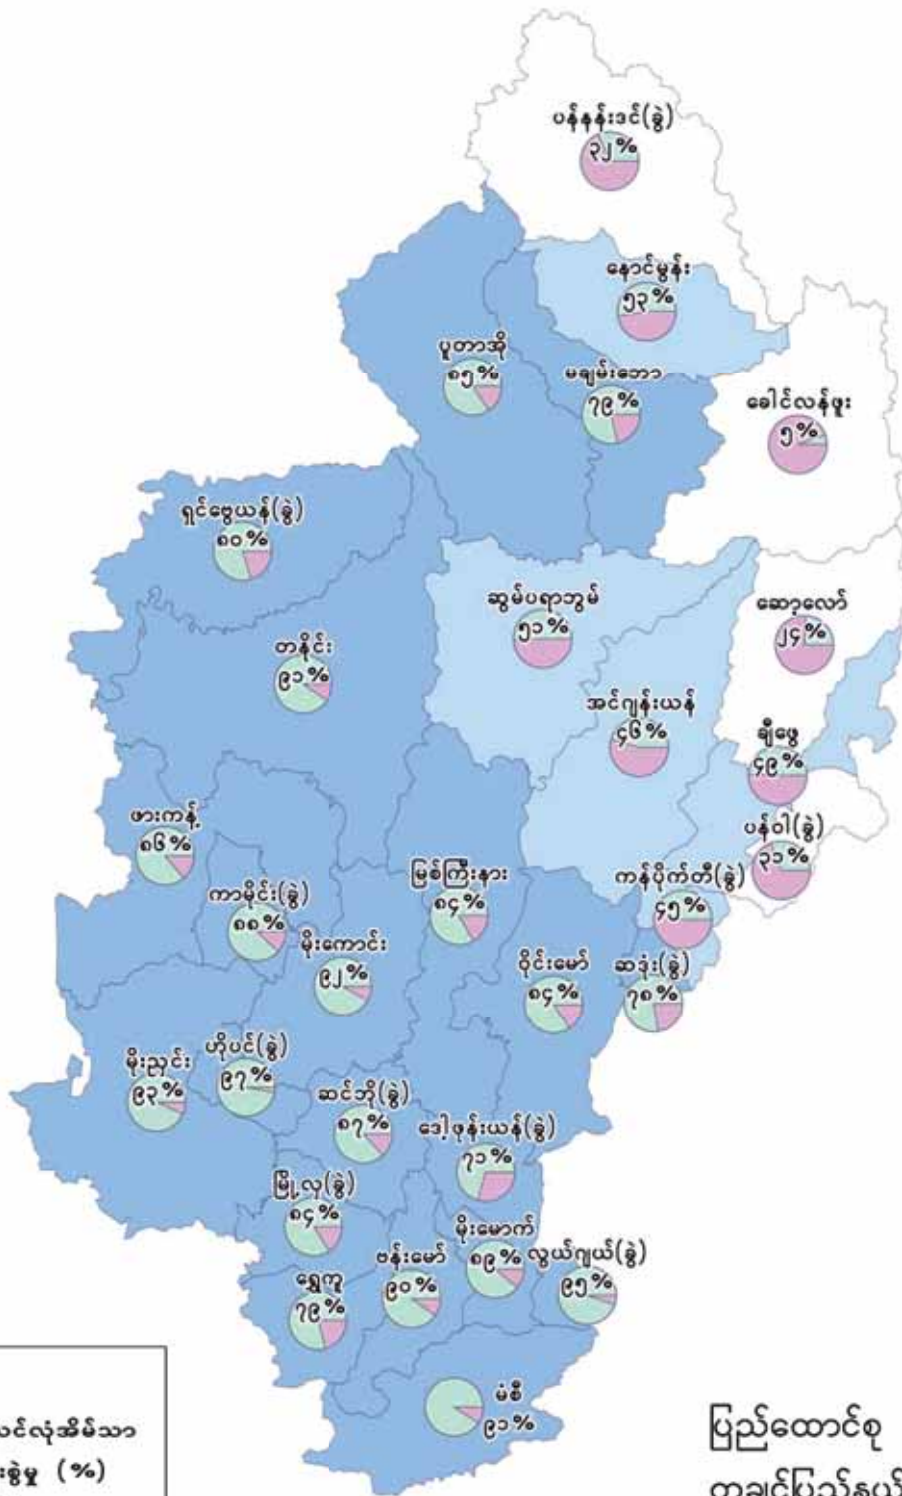 ပန်နန်းဒင်(ခွဲ)
၃၂%
နောင်မွန်း
၅၃%
ပူတာအို
၈၅%
မချမ်းဘော
၇၉%
ခေါင်လန်ဖူး
၅%
ရှင်ဗွေယန်(ခွဲ)
၈၀%
ဆွမ်ပရာဘွမ်
၅၁%
ဆော့လော်
၂၄%
တနိုင်း
၉၁%
အင်ဂျန်းယန်
၄၆%
ချီဖွေ
၄၉%
ဖားကန့်
၈၆%
ပန်ဝါ(ခွဲ)
၃၁%
မြစ်ကြီးနား
၈၄%
ကန်ပိုက်တီ(ခွဲ)
၄၅%
ကာမိုင်း(ခွဲ)
၈၈%
မိုးကောင်း
၉၂%
ဝိုင်းမော်
၈၄%
ဆဒုံး(ခွဲ)
၇၈%
မိုးညှင်း
၉၃%
ဟိုပင်(ခွဲ)
၉၇%
ဆင်ဘို(ခွဲ)
၈၇%
ဒေါ့ဖုန်းယန်(ခွဲ)
၇၁%
မြို့လှ(ခွဲ)
၈၄%
မိုးမောက်
၈၉%
လွယ်ဂျယ်(ခွဲ)
၉၅%
ဗန်းမော်
၉၀%
ရွှေကူ
၇၉%
မံစီ
၉၁%
ပြည်ထောင်စု